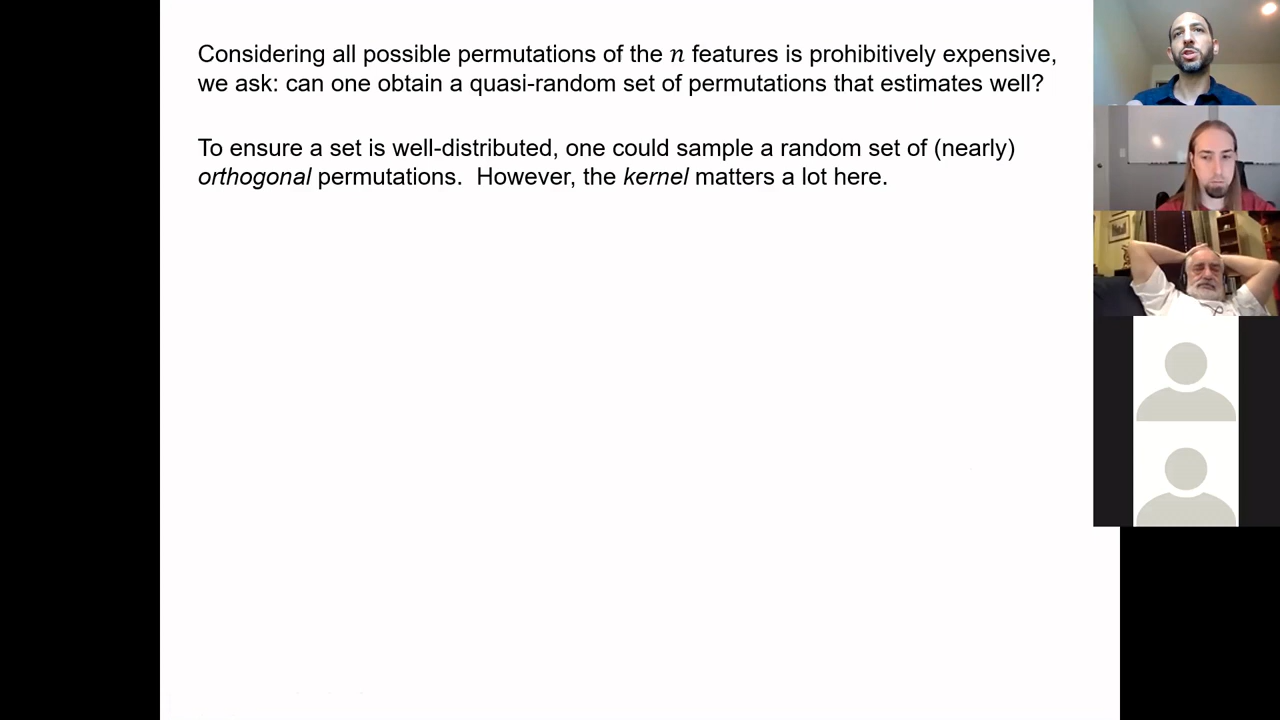 Considering all possible permutations of the n features is prohibitively expensive,
we ask: can one obtain a quasi-random set of permutations that estimates well?
To ensure a set is well-distributed, one could sample a random set of (nearly)
orthogonal permutations.  However, the kernel matters a lot here.